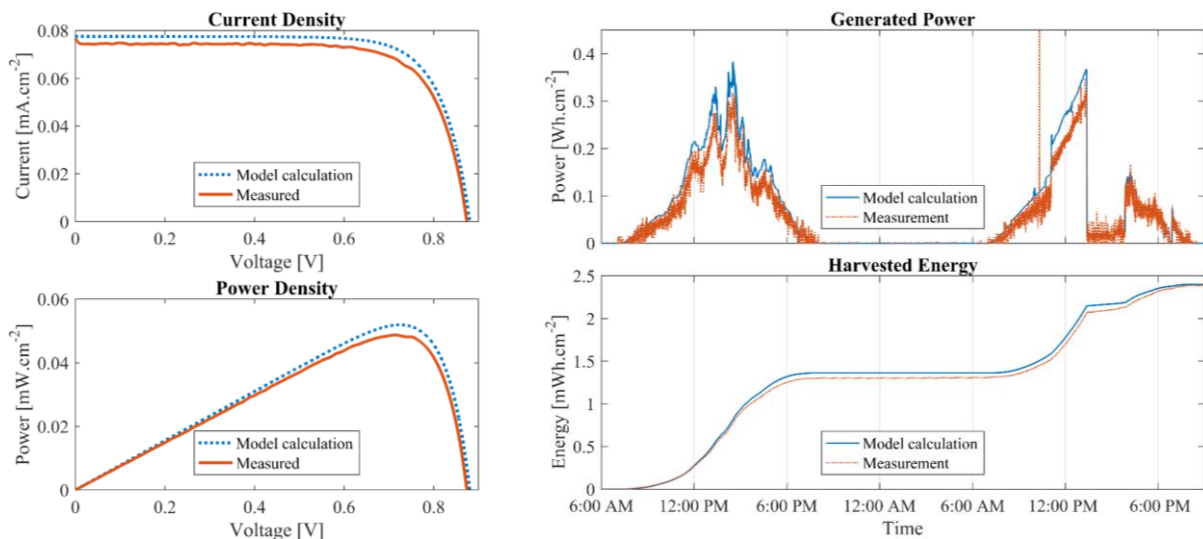 Current Density
0.08
0.06
0.04
0.02
0
Current [mA.cm-2]
Model calculation
Measured
0 0.2 0.4 0.6 0.8
Voltage [V]
Power Density
0.06
0.04
0.02
0
Power [mW.cm-2]
Model calculation
Measured
0 0.2 0.4 0.6 0.8
Voltage [V]
Generated Power
0.4
0.3
0.2
0.1
0
Power [Wh.cm-2]
Model calculation
Measurement
Harvested Energy
2.5
2
1.5
1
0.5
0
Energy [mWh.cm-2]
Model calculation
Measurement
6:00 AM 12:00 PM 6:00 PM 12:00 AM 6:00 AM 12:00 PM 6:00 PM
Time